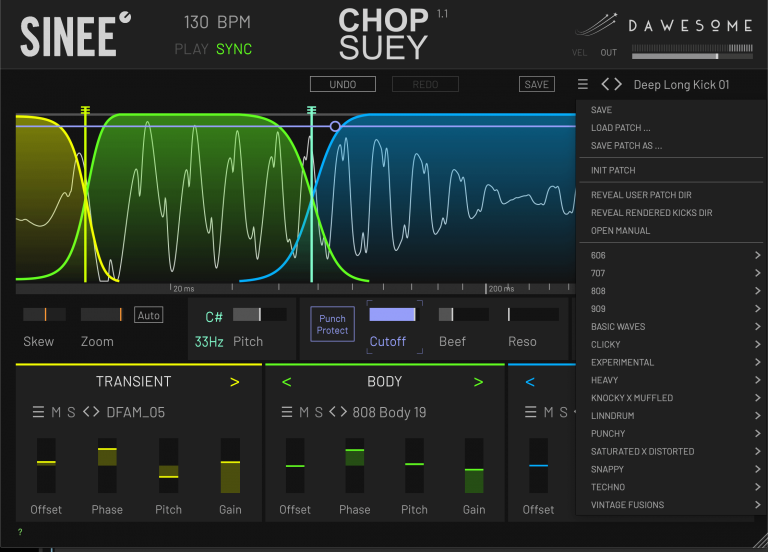 SINEE
130 BPM
PLAY SYNC
CHOP
SUEY
1.1
DAWESOME
VEL OUT
UNDO
REDO
SAVE
Deep Long Kick 01
SAVE
LOAD PATCH ...
SAVE PATCH AS ...
INIT PATCH
REVEAL USER PATCH DIR
REVEAL RENDERED KICKS DIR
OPEN MANUAL
606
707
808
909
BASIC WAVES
CLICKY
EXPERIMENTAL
HEAVY
KNOCKY X MUFFLED
LINNDRUM
PUNCHY
SATURATED X DISTORTED
SNAPPY
TECHNO
VINTAGE FUSIONS
20 ms
200 ms
Skew
Zoom
Auto
C#
33Hz
Pitch
Punch
Protect
Cutoff
Beef
Reso
TRANSIENT >
< BODY >
<
M S <> DFAM_05
M S <> 808 Body 19
M S
Offset Phase Pitch Gain
Offset Phase Pitch Gain
Offset
?